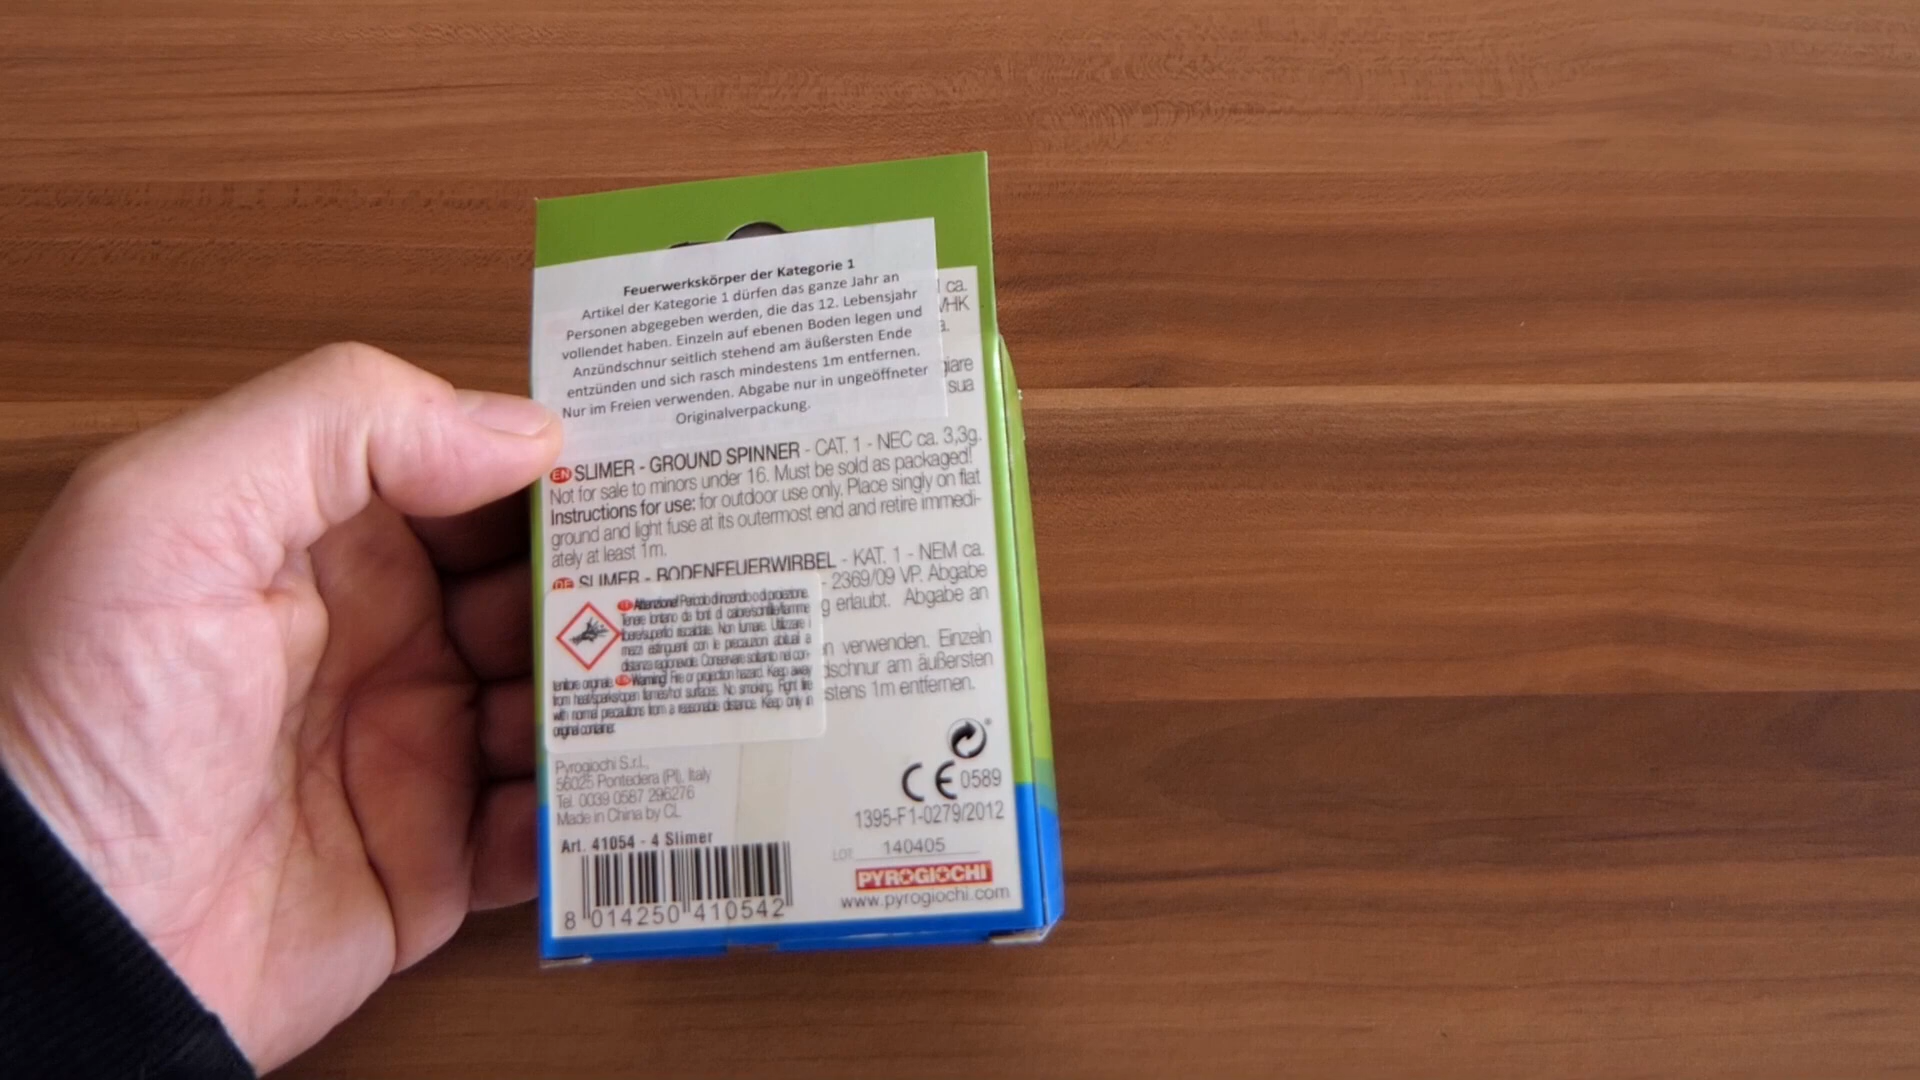 Feuerwerkskörper der Kategorie 1
Artikel der Kategorie 1 dürfen das ganze Jahr an
Personen abgegeben werden, die das 12. Lebensjahr
vollendet haben. Einzeln auf ebenen Boden legen und
Anzündschnur seitlich stehend am äußersten Ende
entzünden und sich rasch mindestens 1m entfernen.
Nur im Freien verwenden. Abgabe nur in ungeöffneter
Originalverpackung.
ca.
EN SLIMER - GROUND SPINNER - CAT. 1 - NEC ca. 3,3g.
Not for sale to minors under 16. Must be sold as packaged!
Instructions for use: for outdoor use only. Place singly on flat
ground and light fuse at its outermost end and retire immedi-
ately at least 1m.
DE SLIMER - BODENFEUERWIRBEL - KAT. 1 - NEM ca.
- 2369/09 VP. Abgabe
erlaubt. Abgabe an
verwenden. Einzeln
am äußersten
1m entfernen.
Attenzione! Pericolo di incendio o di proiezione.
Tenere lontano da fonti di calore/scintille/fiamme
libere/superfici riscaldate. Non fumare. Utilizzare i
mezzi estinguenti con le precauzioni abituali a
distanza ragionevole. Conservare soltanto nel con-
tenitore originale. Warning! Fire or projection hazard. Keep away
from heat/sparks/open flames/hot surfaces. No smoking. Fight fire
with normal precautions from a reasonable distance. Keep only in
original container.
Pyrogiochi S.r.l.,
56025 Pontedera (PI), Italy
Tel. 0039 0587 296276
Made in China by CL
CE 0589
1395-F1-0279/2012
Art. 41054 - 4 Slimer
LOT 140405
PYROGIOCHI
www.pyrogiochi.com
8 014250 410542